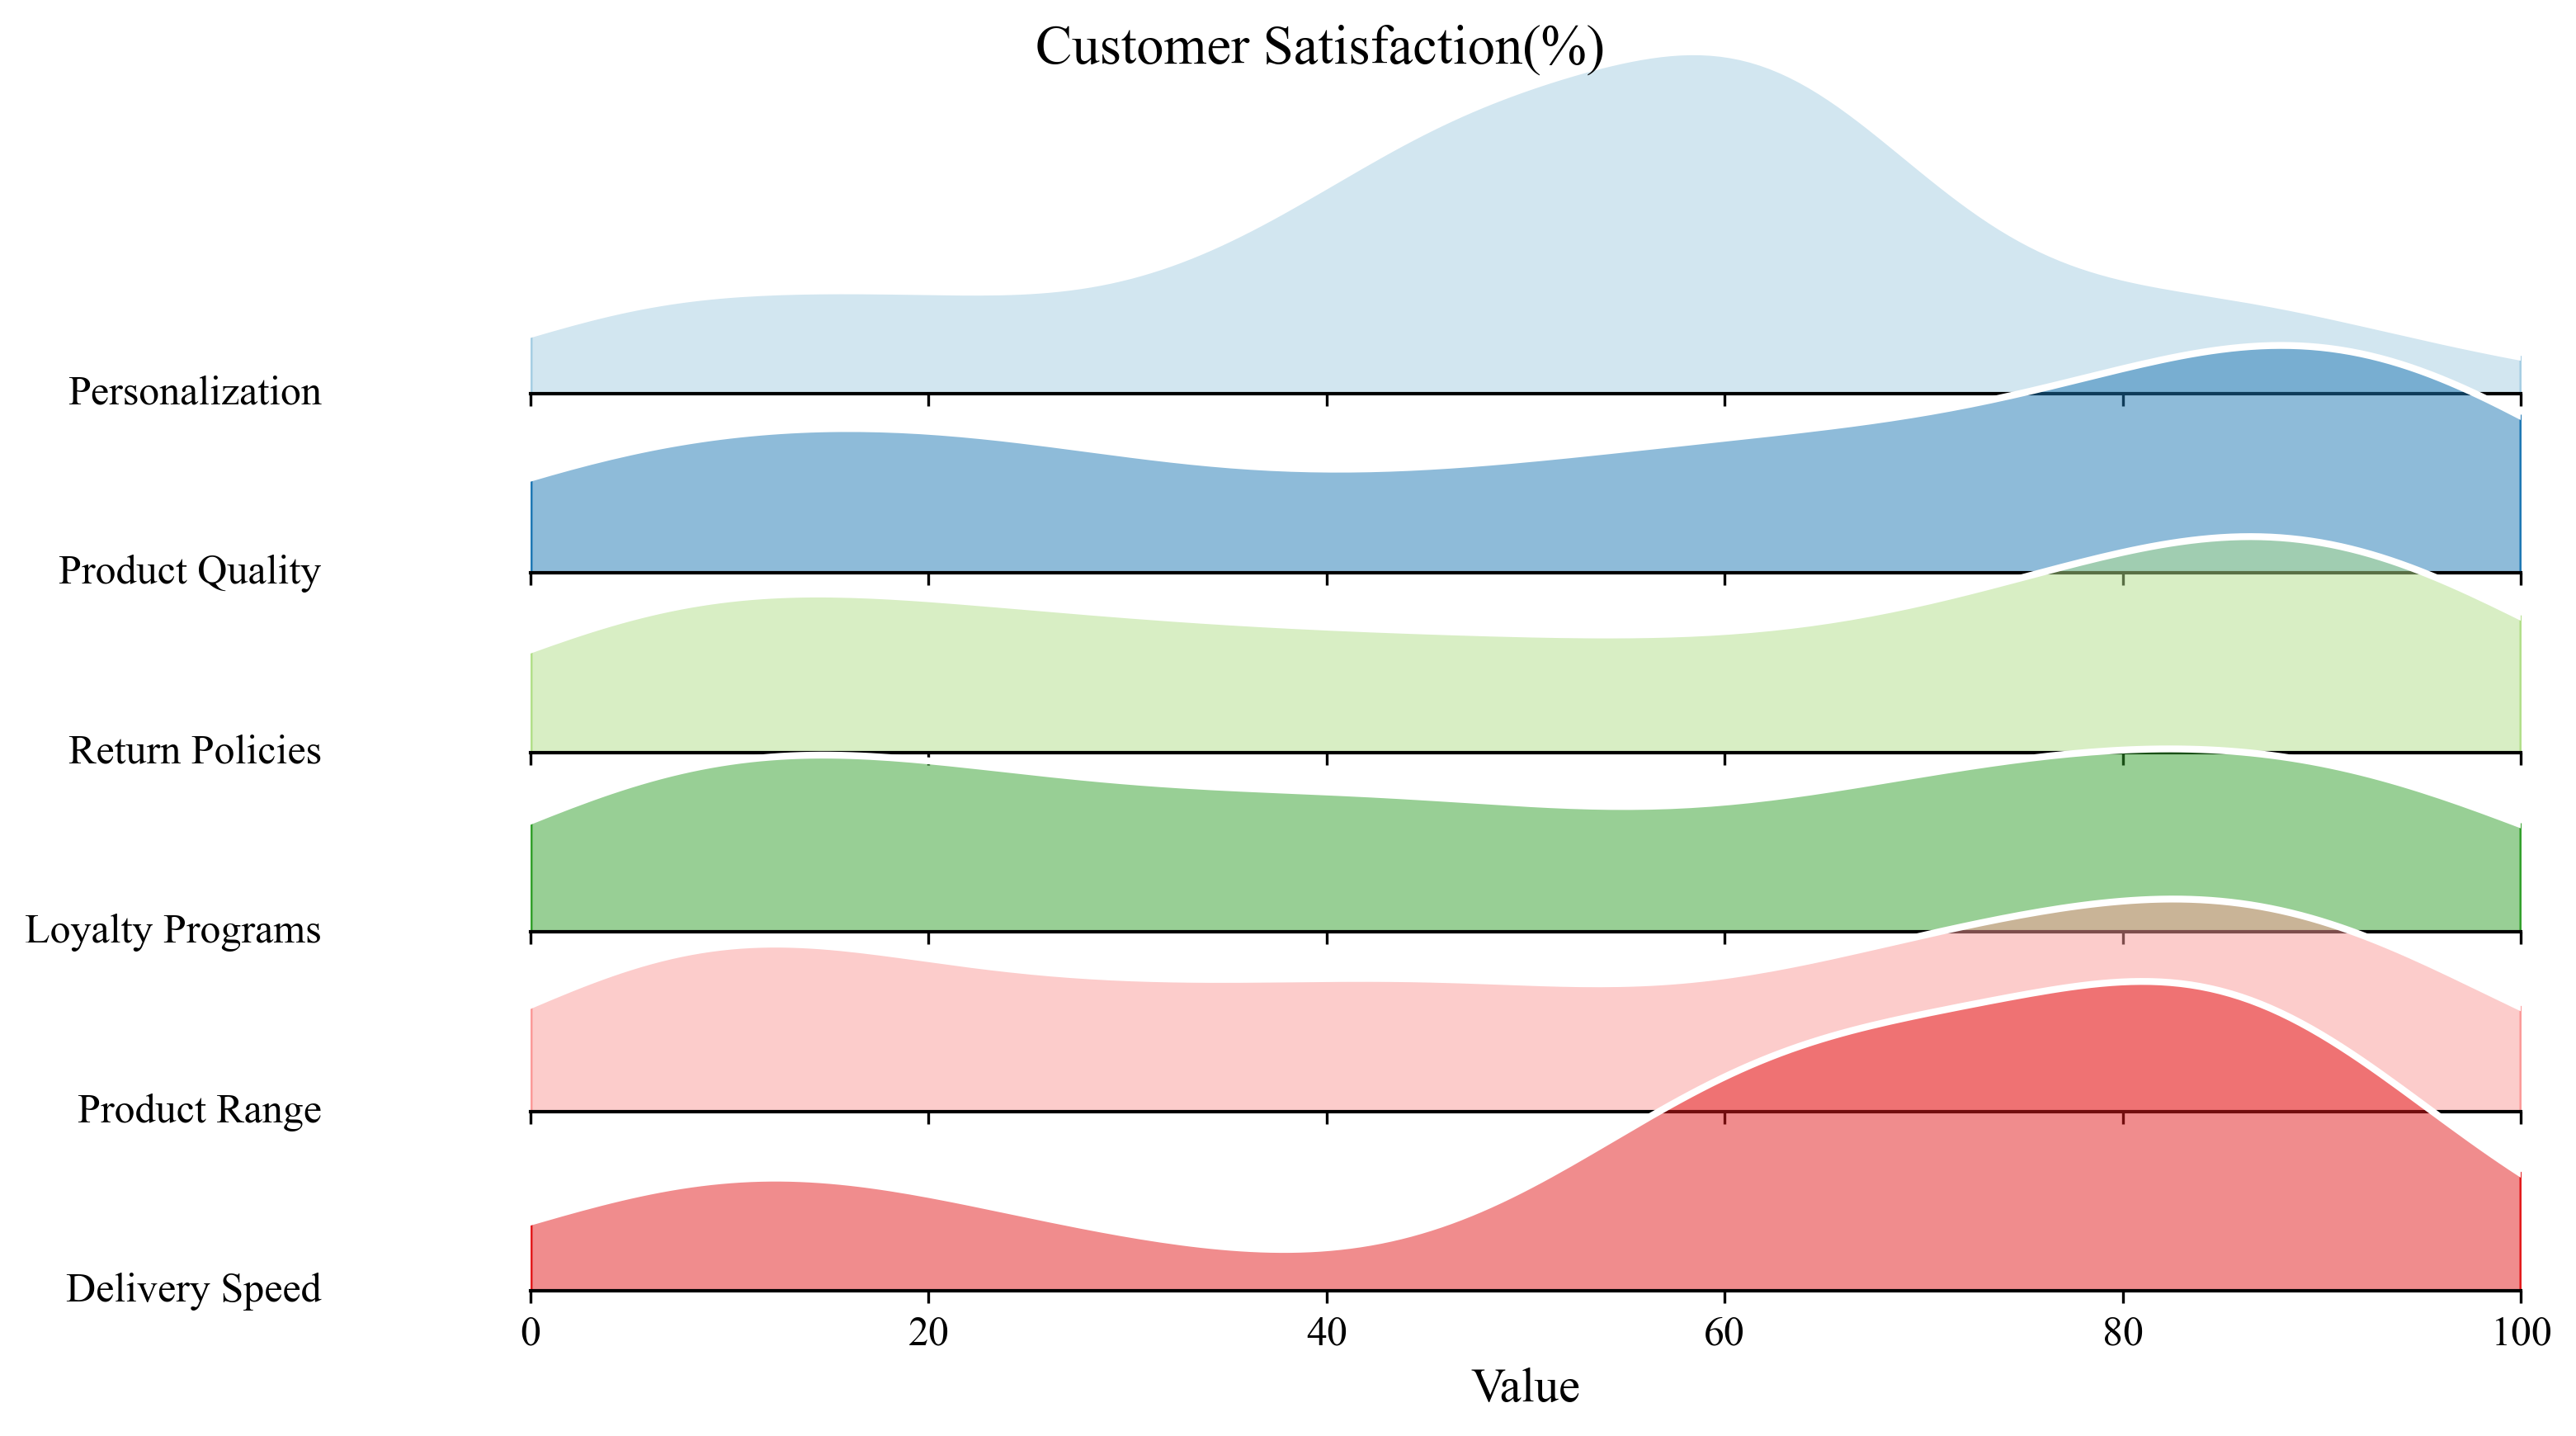 Customer Satisfaction(%)
Personalization
Product Quality
Return Policies
Loyalty Programs
Product Range
Delivery Speed
0 20 40 60 80 100
Value